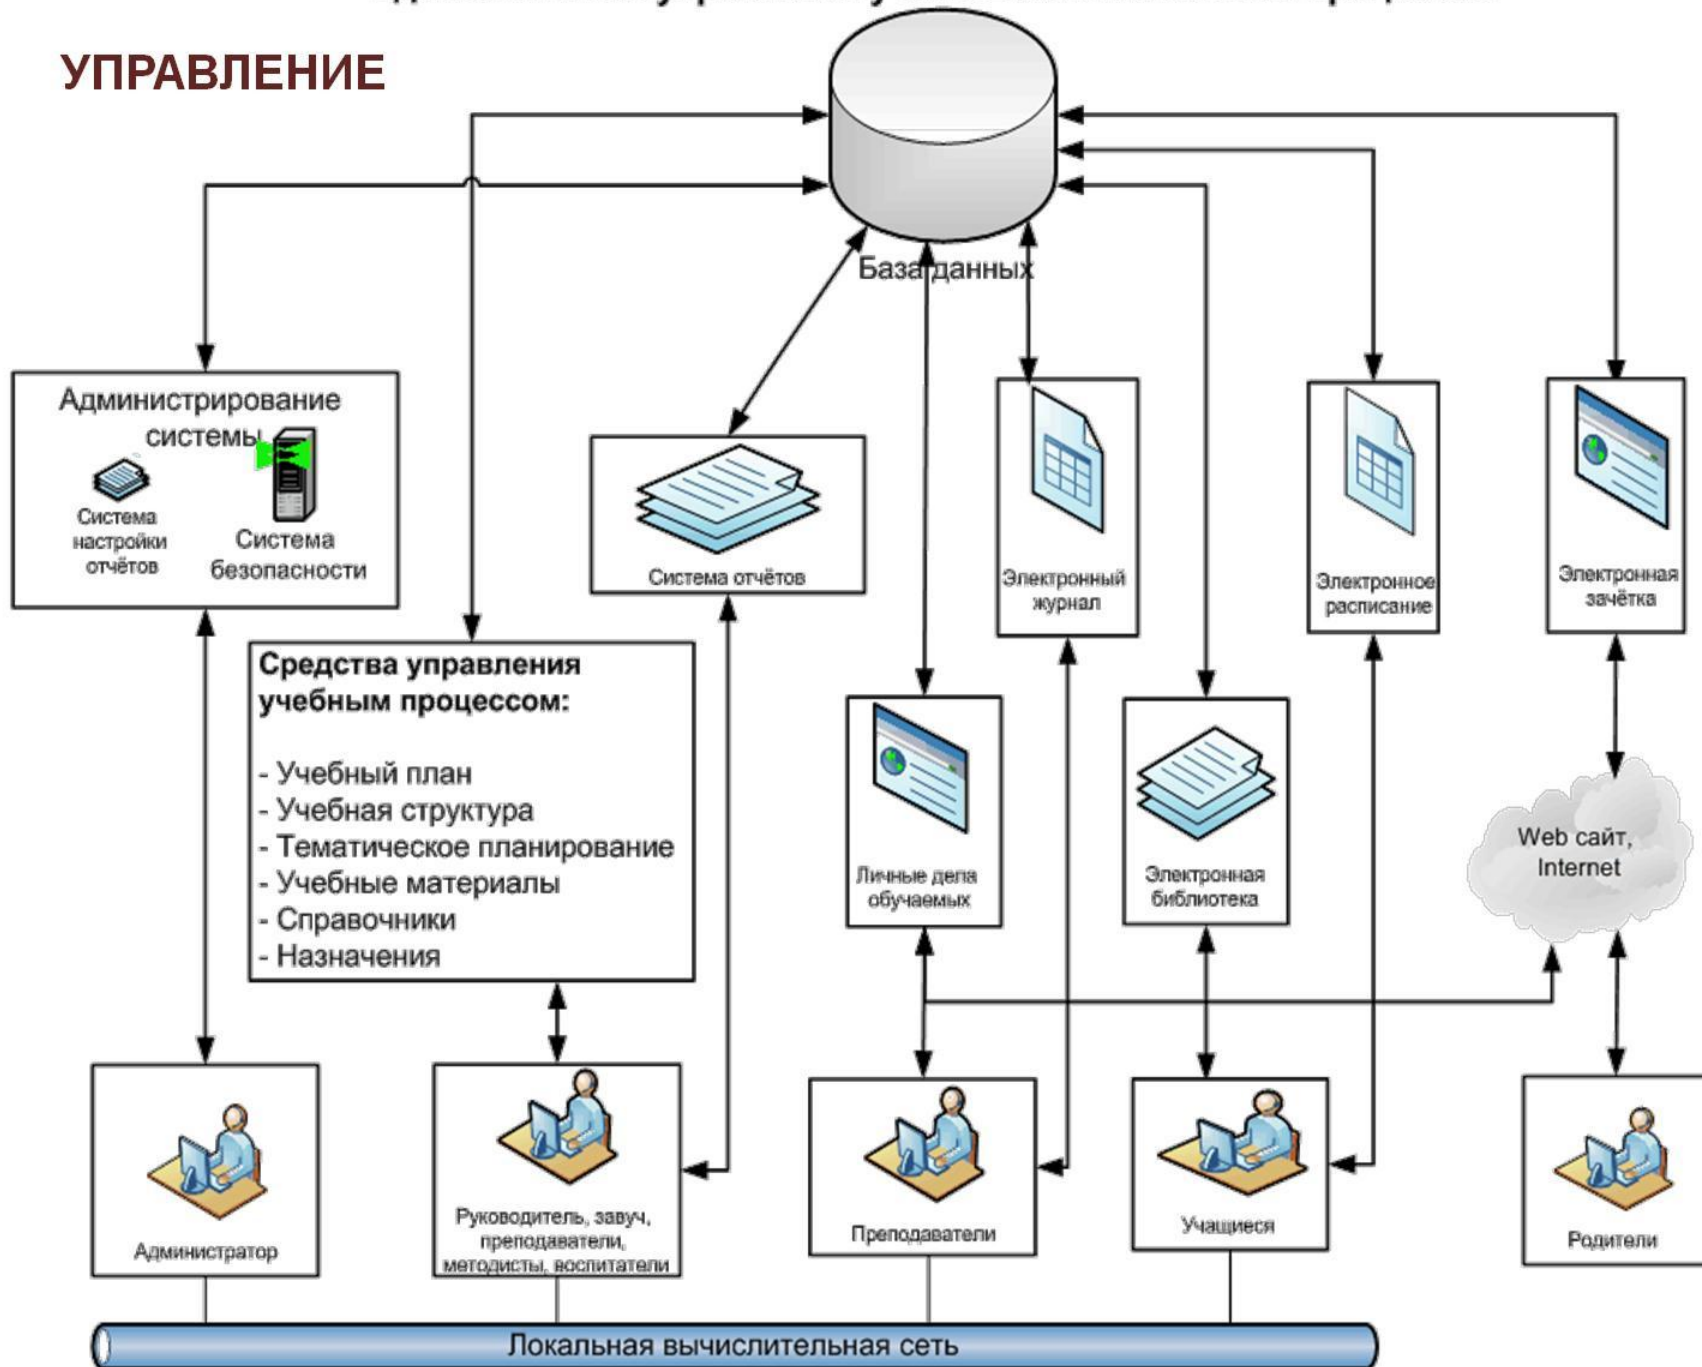 УПРАВЛЕНИЕ
База данных
Администрирование
системы
Система
настройки
отчётов
Система
безопасности
Система отчётов
Электронный
журнал
Электронное
расписание
Электронная
зачётка
Средства управления
учебным процессом:
- Учебный план
- Учебная структура
- Тематическое планирование
- Учебные материалы
- Справочники
- Назначения
Личные дела
обучаемых
Электронная
библиотека
Web сайт,
Internet
Администратор
Руководитель, завуч,
преподаватели,
методисты, воспитатели
Преподаватели
Учащиеся
Родители
Локальная вычислительная сеть